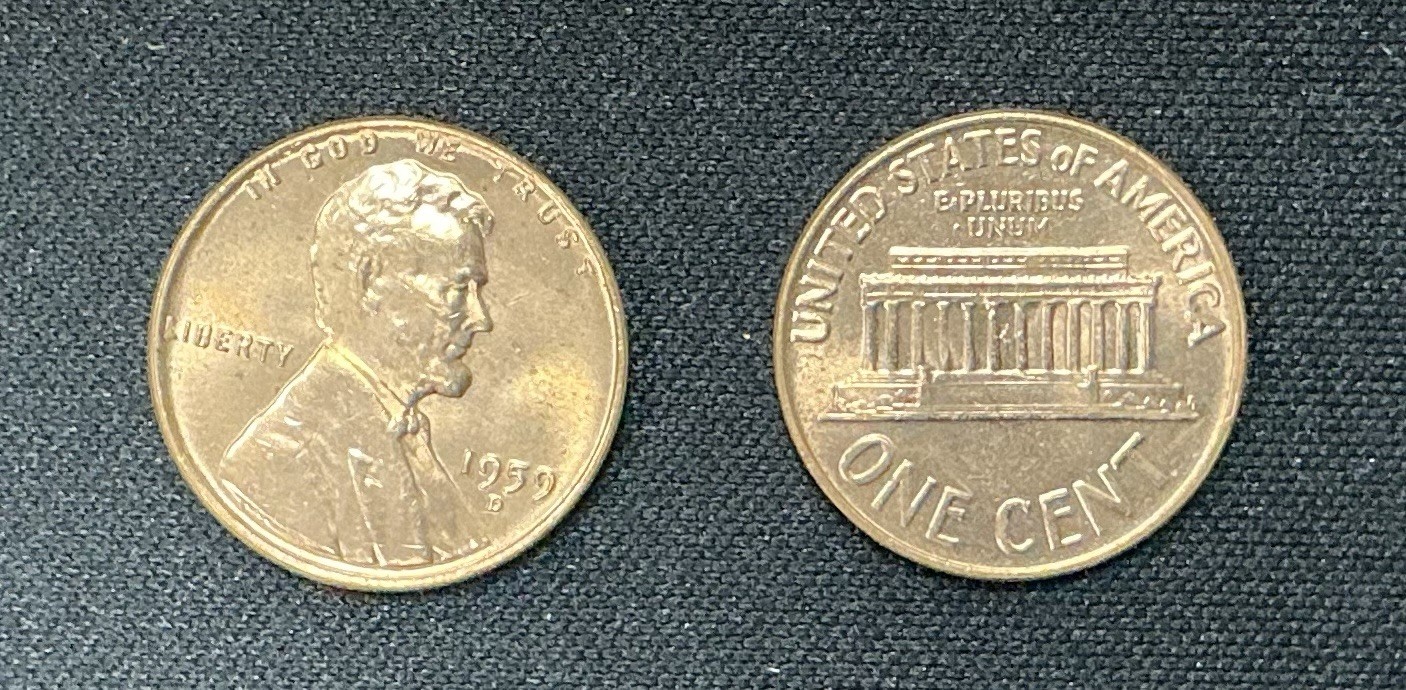 IN GOD WE TRUST
LIBERTY
1959
D
UNITED STATES OF AMERICA
E·PLURIBUS
·UNUM·
ONE CENT